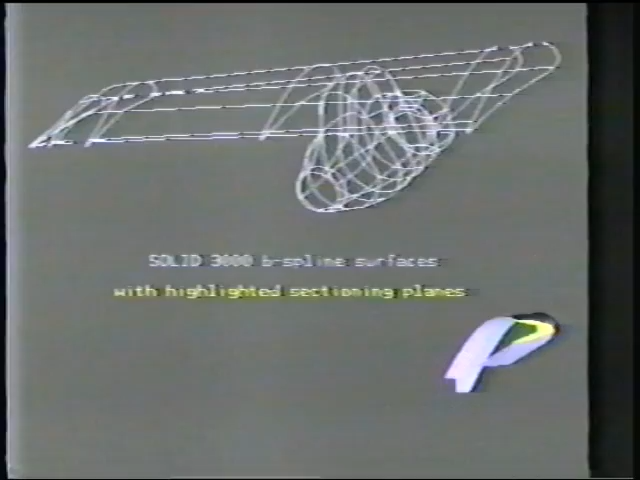 SOLID 3000 b-spline surfaces
with highlighted sectioning planes